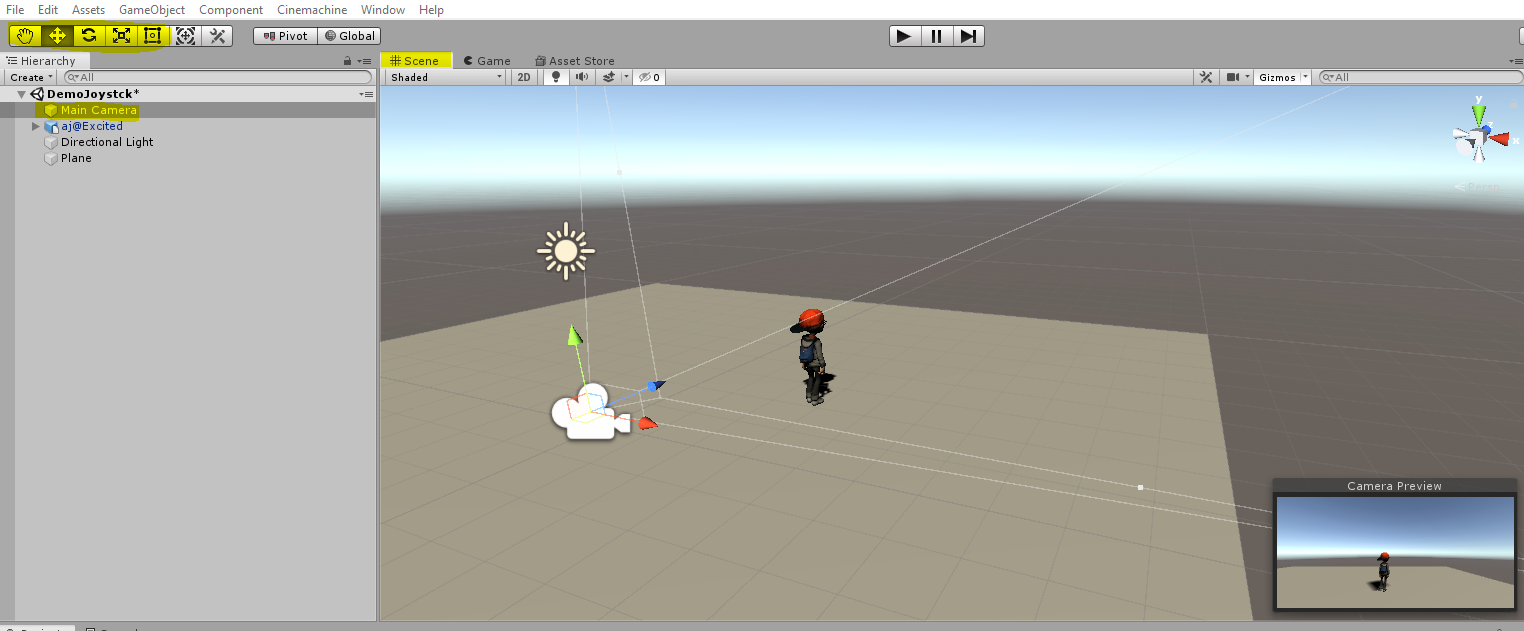 File Edit Assets GameObject Component Cinemachine Window Help
Pivot Global
Hierarchy Scene Game Asset Store
Create All Shaded 2D 0 Gizmos All
DemoJoystck*
Main Camera
aj@Excited
Directional Light
Plane
y
z
x
Persp
Camera Preview